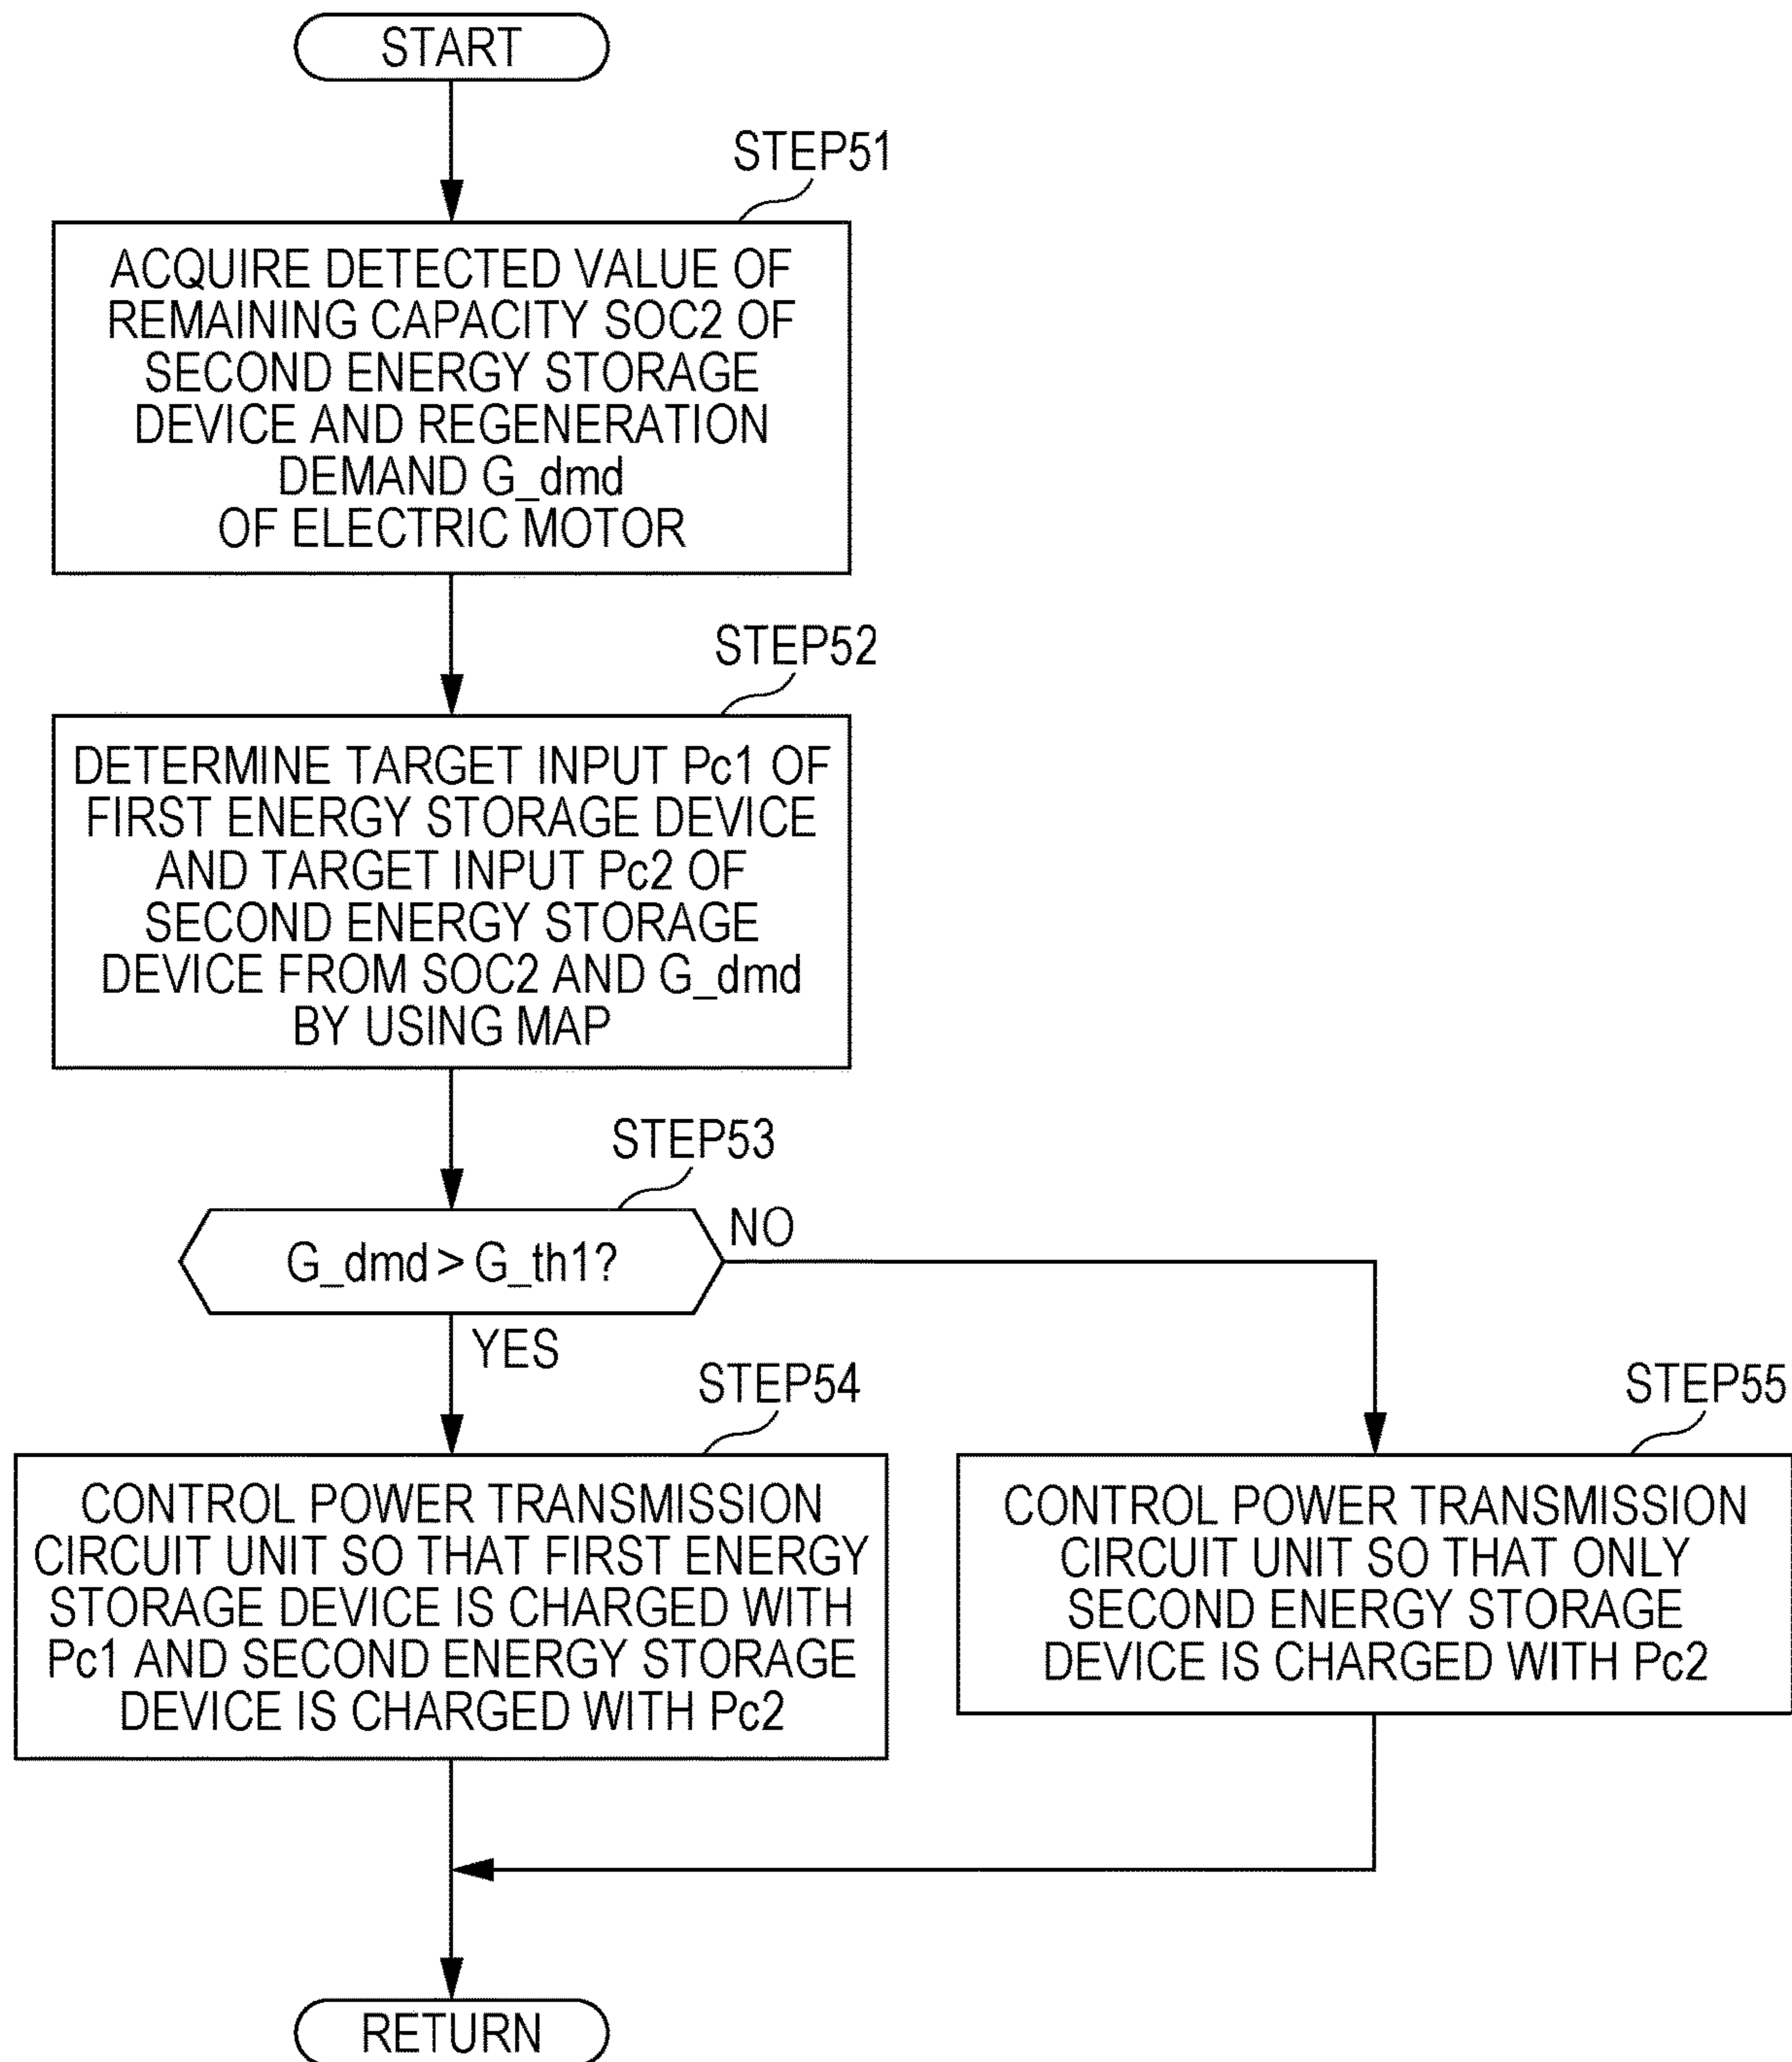 START
STEP51
ACQUIRE DETECTED VALUE OF
REMAINING CAPACITY SOC2 OF
SECOND ENERGY STORAGE
DEVICE AND REGENERATION
DEMAND G_dmd
OF ELECTRIC MOTOR
STEP52
DETERMINE TARGET INPUT Pc1 OF
FIRST ENERGY STORAGE DEVICE
AND TARGET INPUT Pc2 OF
SECOND ENERGY STORAGE
DEVICE FROM SOC2 AND G_dmd
BY USING MAP
STEP53
G_dmd > G_th1?
NO
YES
STEP54
CONTROL POWER TRANSMISSION
CIRCUIT UNIT SO THAT FIRST ENERGY
STORAGE DEVICE IS CHARGED WITH
Pc1 AND SECOND ENERGY STORAGE
DEVICE IS CHARGED WITH Pc2
STEP55
CONTROL POWER TRANSMISSION
CIRCUIT UNIT SO THAT ONLY
SECOND ENERGY STORAGE
DEVICE IS CHARGED WITH Pc2
RETURN